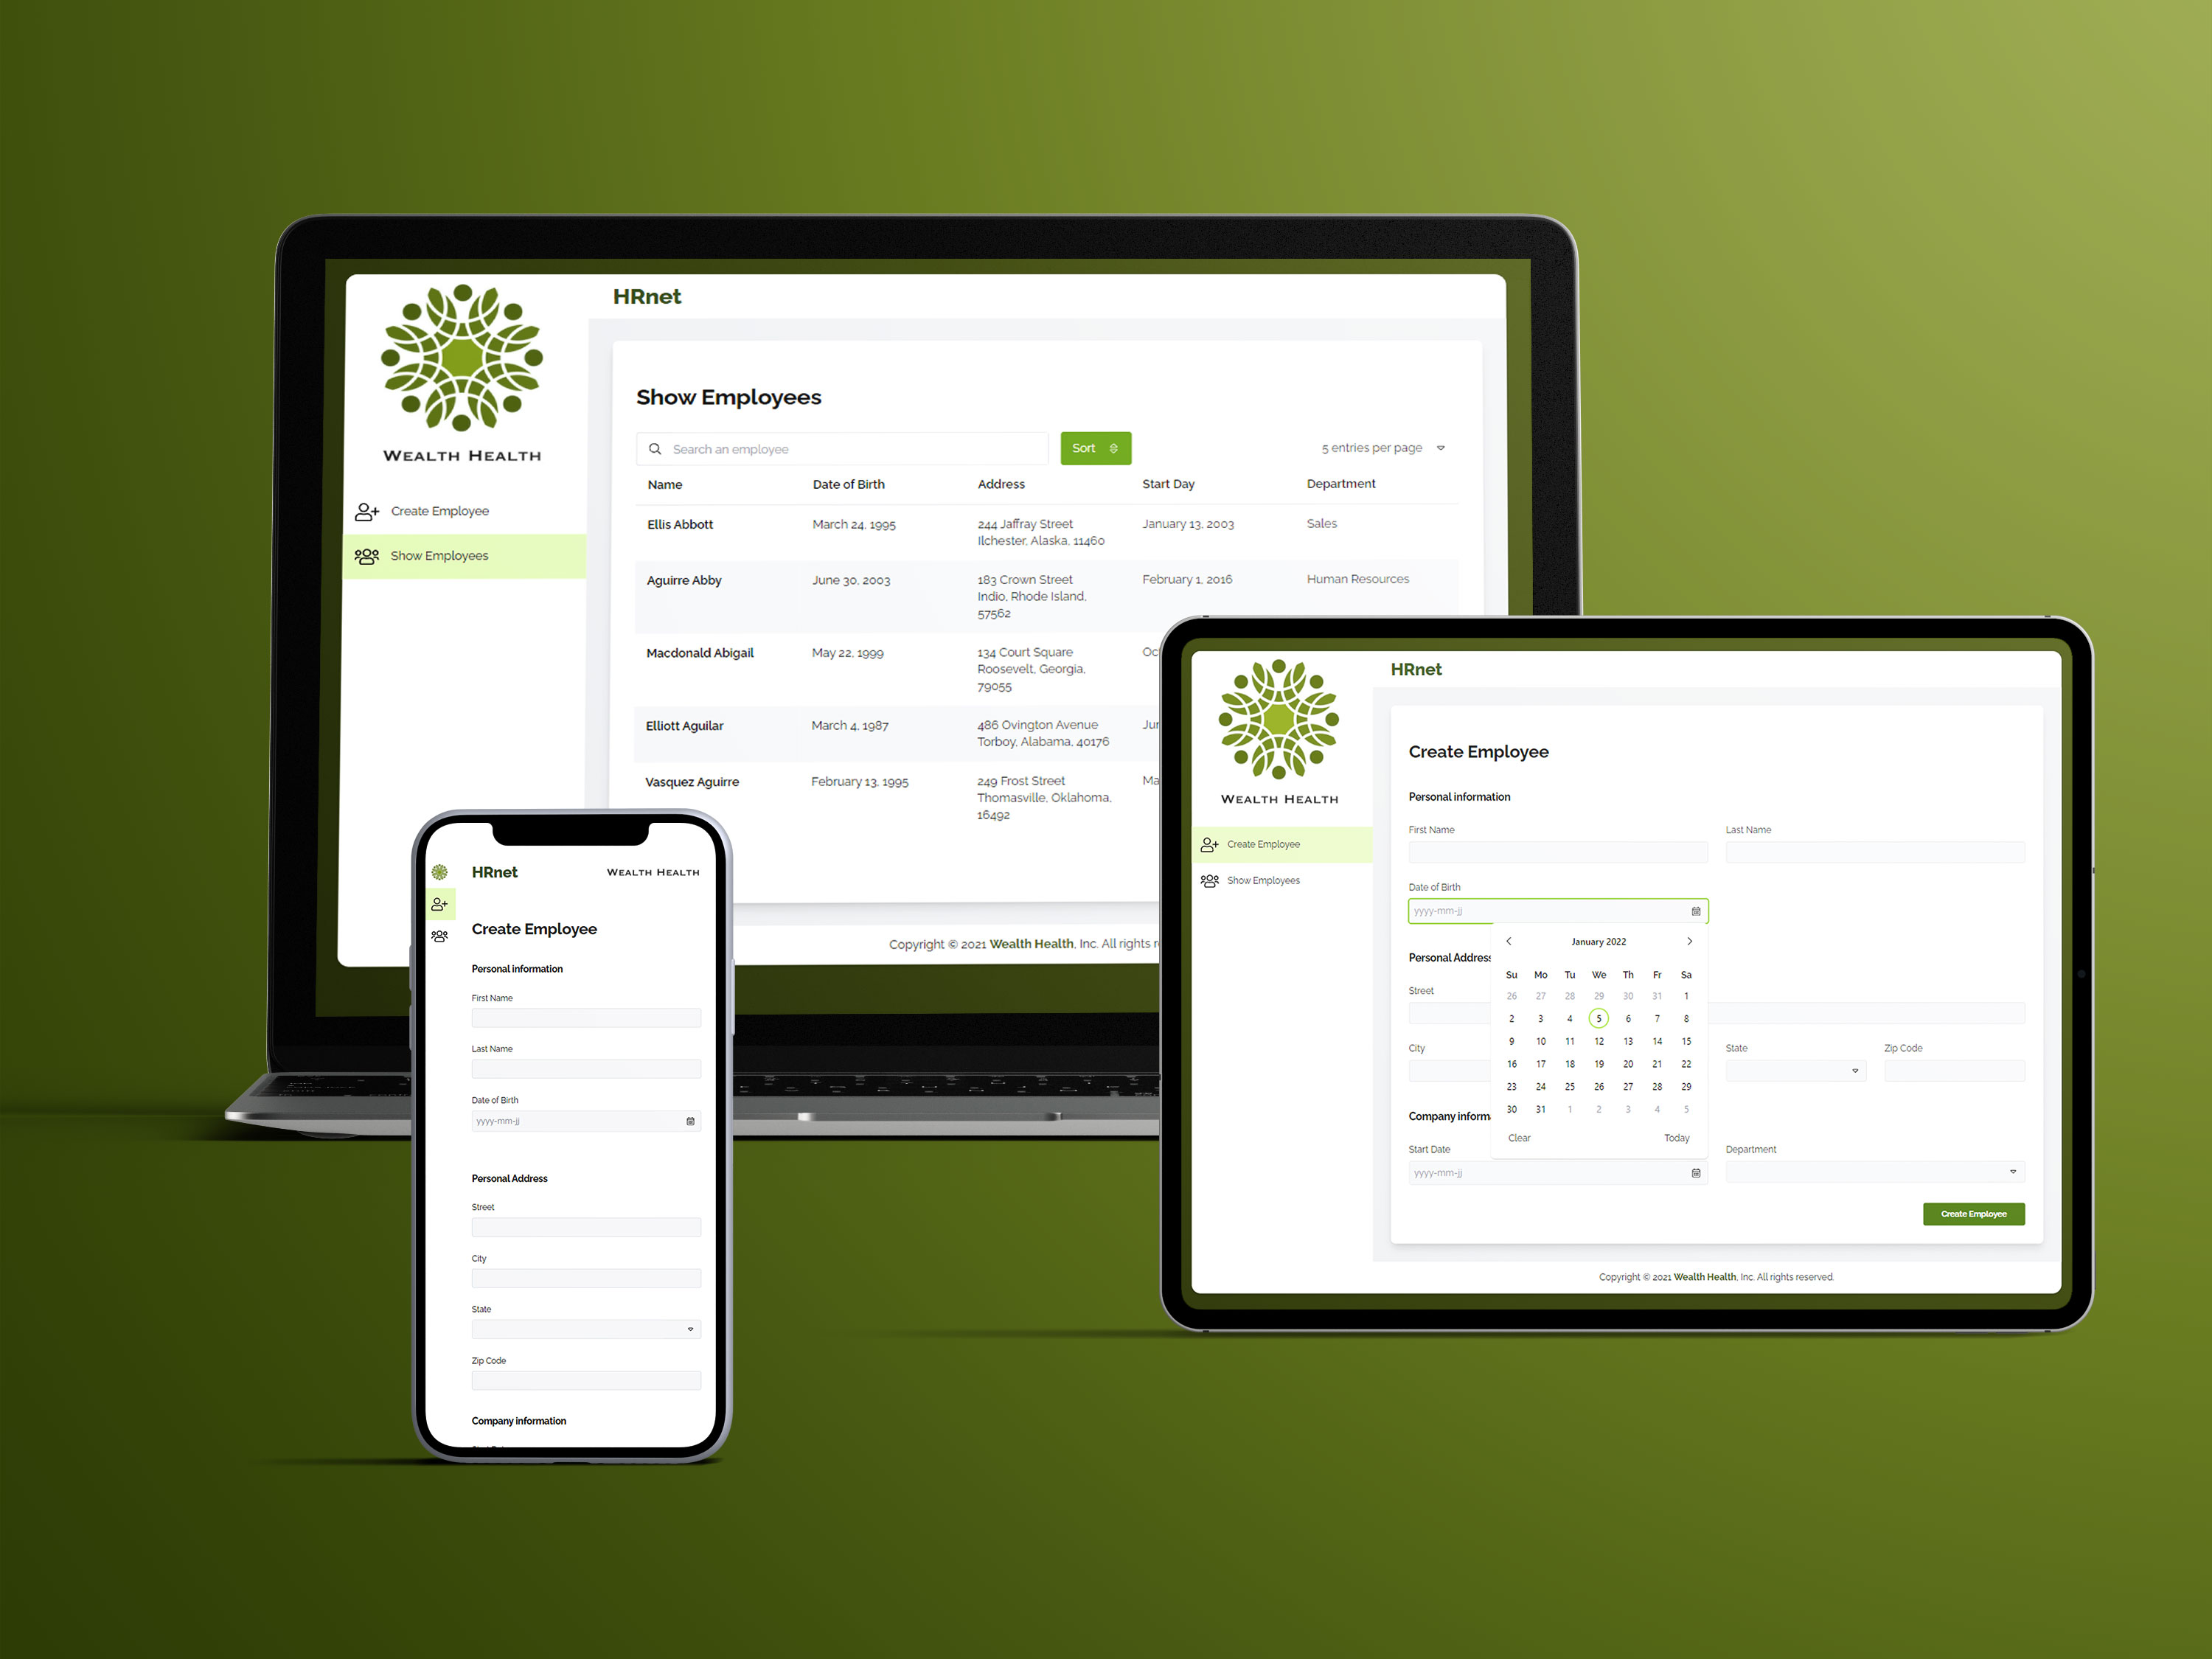 HRnet
WEALTH HEALTH
Create Employee
Show Employees
Show Employees
Search an employee
Sort
5 entries per page
Name Date of Birth Address Start Day Department
Ellis Abbott March 24, 1995 244 Jaffray Street January 13, 2003 Sales
Ilchester, Alaska, 11460
Aguirre Abby June 30, 2003 183 Crown Street February 1, 2016 Human Resources
Indio, Rhode Island,
57562
Macdonald Abigail May 22, 1999 134 Court Square Oc
Roosevelt, Georgia,
79055
Elliott Aguilar March 4, 1987 486 Ovington Avenue Jur
Torboy, Alabama, 40176
Vasquez Aguirre February 13, 1995 249 Frost Street Ma
Thomasville, Oklahoma,
16492
Copyright © 2021 Wealth Health, Inc. All rights r
HRnet
WEALTH HEALTH
Create Employee
Show Employees
Create Employee
Personal information
First Name Last Name
Date of Birth
yyyy-mm-jj
January 2022
Su Mo Tu We Th Fr Sa
26 27 28 29 30 31 1
2 3 4 5 6 7 8
9 10 11 12 13 14 15
16 17 18 19 20 21 22
23 24 25 26 27 28 29
30 31 1 2 3 4 5
Clear Today
Personal Address
Street
City State Zip Code
Company inform
Start Date Department
yyyy-mm-jj
Create Employee
Copyright © 2021 Wealth Health, Inc. All rights reserved.
HRnet WEALTH HEALTH
Create Employee
Personal information
First Name
Last Name
Date of Birth
yyyy-mm-jj
Personal Address
Street
City
State
Zip Code
Company information